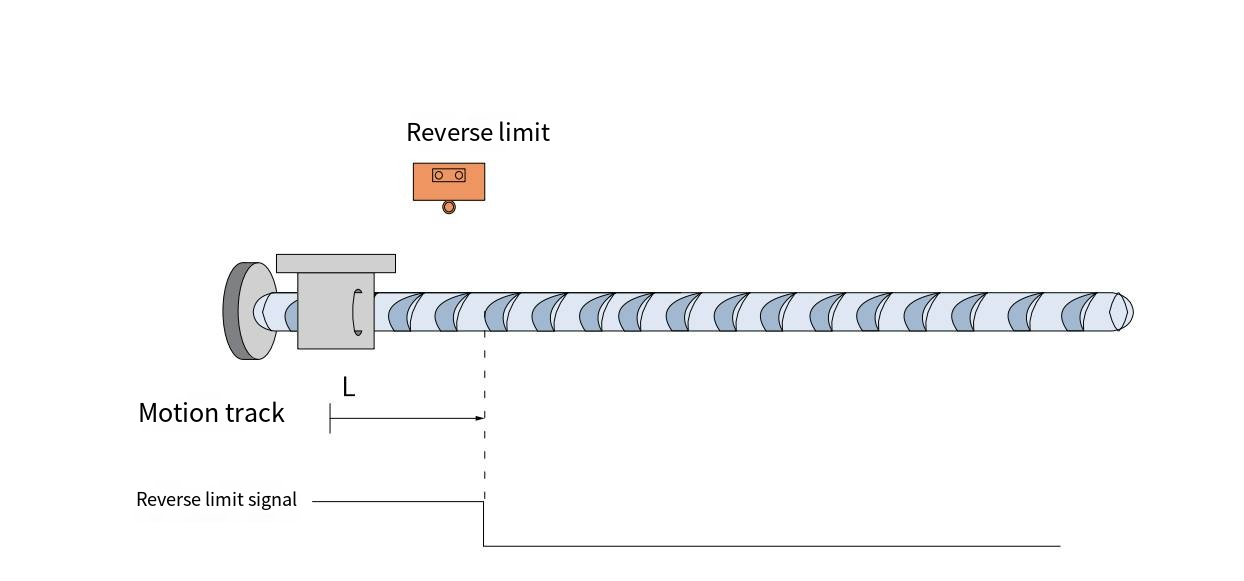 Reverse limit
L
Motion track
Reverse limit signal